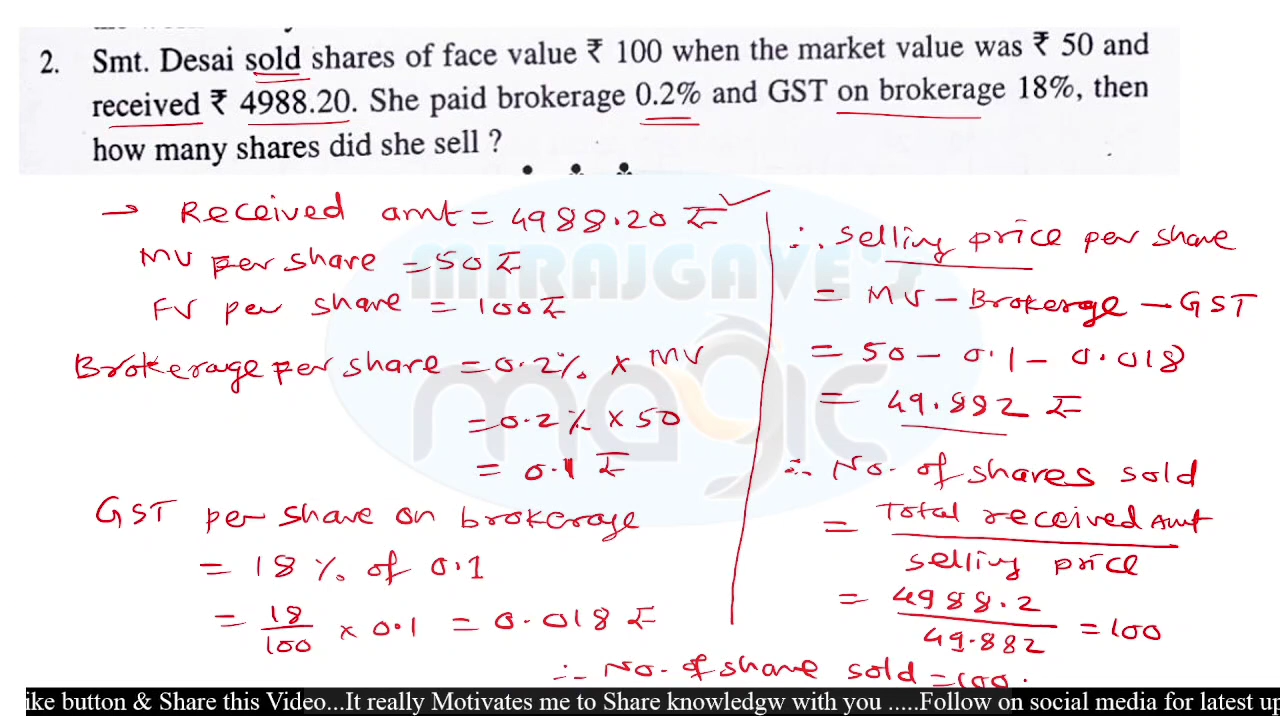 2. Smt. Desai sold shares of face value ₹ 100 when the market value was ₹ 50 and
received ₹ 4988.20. She paid brokerage 0.2% and GST on brokerage 18%, then
how many shares did she sell ?
MIRAJGAVE's
magic
→ Received amt = 4988.20 ₹
MV per share = 50 ₹
FV per share = 100 ₹
Brokerage per share = 0.2% x MV
= 0.2% x 50
= 0.1 ₹
GST per share on brokerage
= 18 % of 0.1
= 18/100 x 0.1 = 0.018 ₹
∴ Selling price per share
= MV - Brokerage - GST
= 50 - 0.1 - 0.018
= 49.882 ₹
∴ No. of shares sold
= Total received Amt
selling price
= 4988.2
49.882 = 100
∴ No. of share sold = 100.
ike button & Share this Video...It really Motivates me to Share knowledgw with you .....Follow on social media for latest up